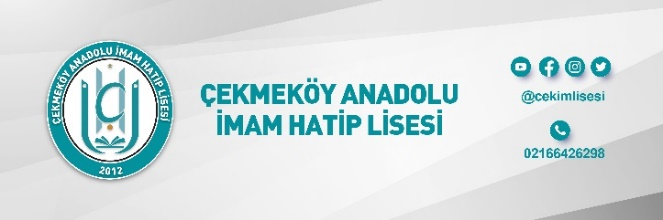 ÇEKMEKÖY ANADOLU İMAM HATİP LİSESİ
2012
ÇEKMEKÖY ANADOLU
İMAM HATİP LİSESİ
@cekimlisesi
02166426298